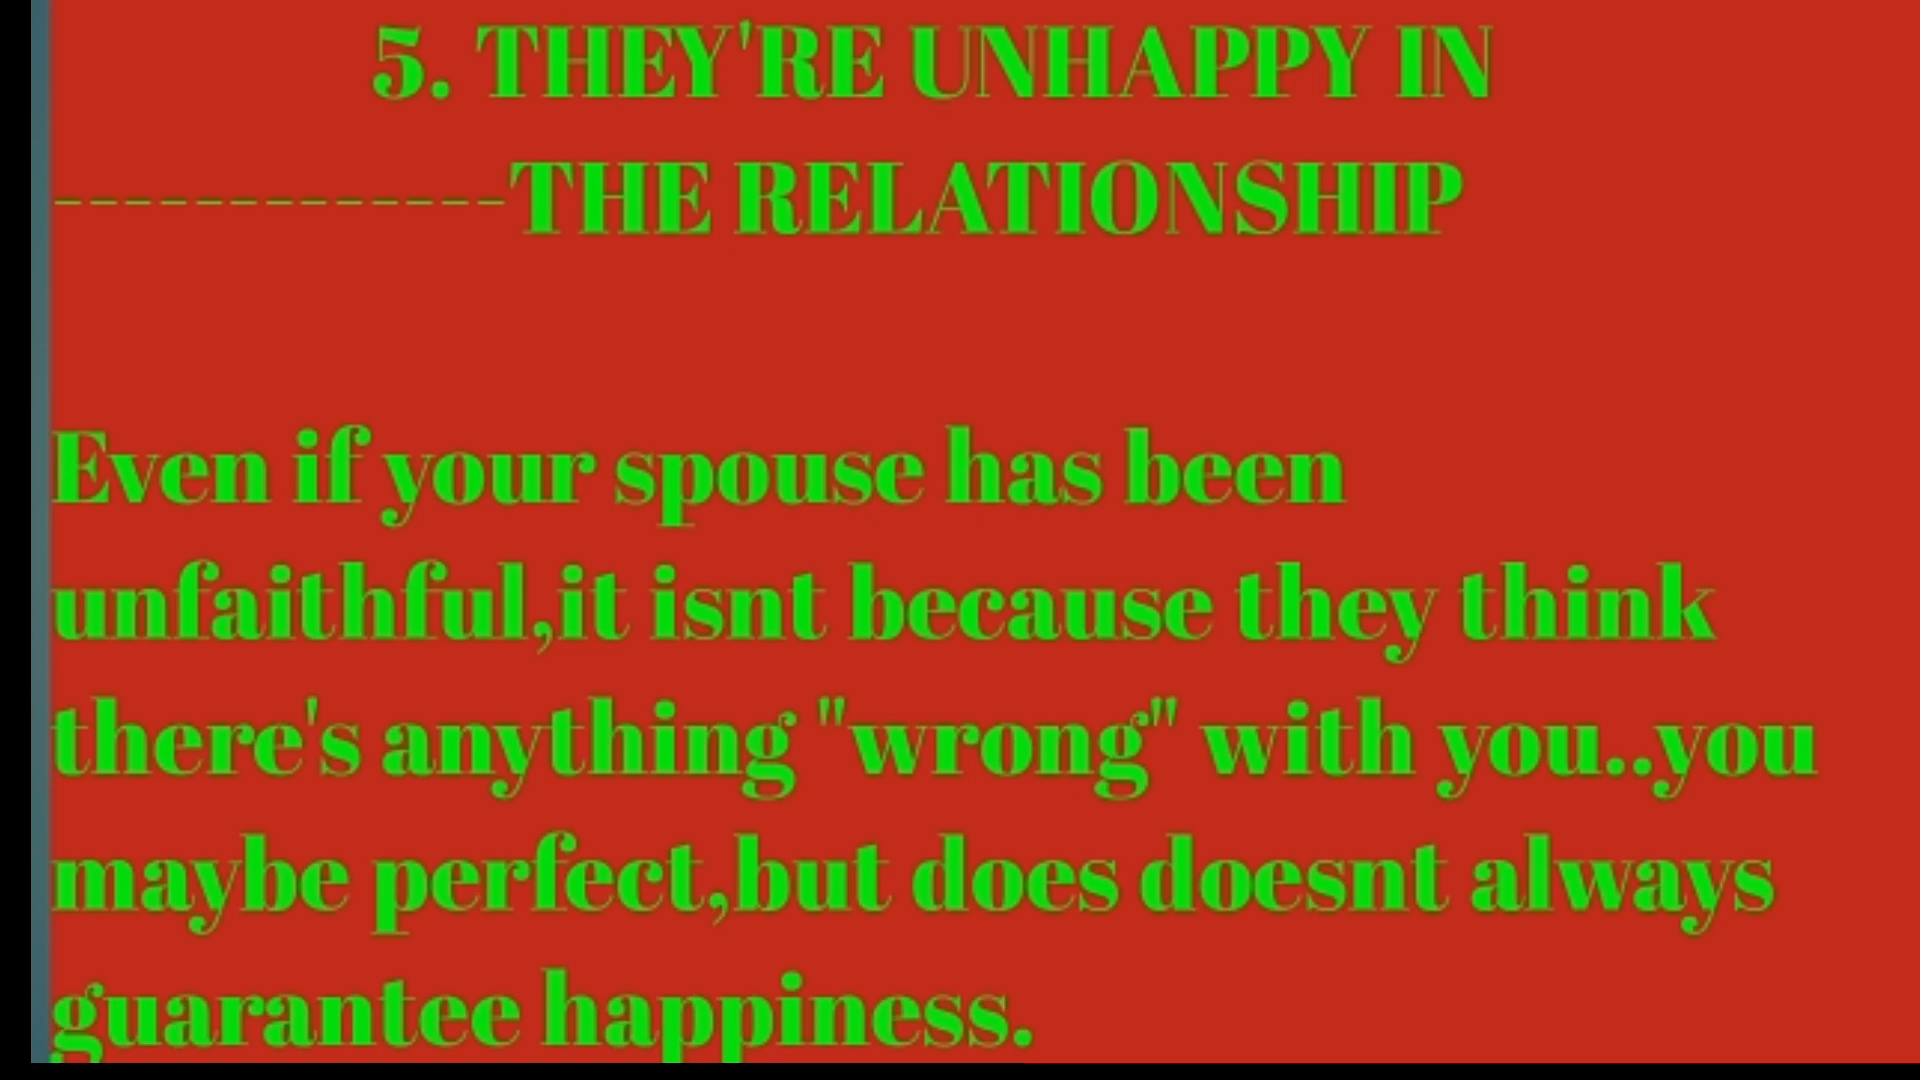 5. THEY'RE UNHAPPY IN
-------------THE RELATIONSHIP
Even if your spouse has been
unfaithful,it isnt because they think
there's anything "wrong" with you..you
maybe perfect,but does doesnt always
guarantee happiness.